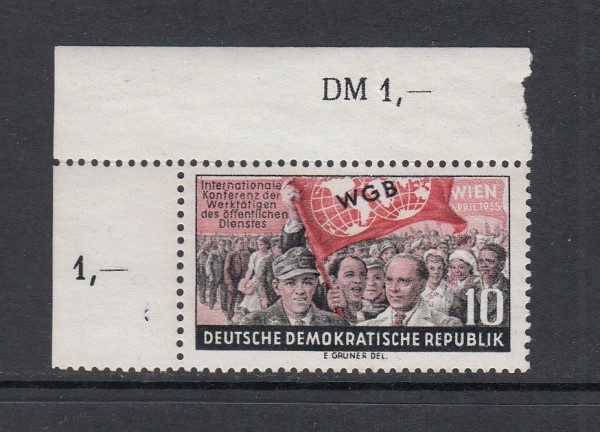 DM 1,—
1,—
Internationale
Konferenz der
Werktätigen
des öffentlichen
Dienstes
WGB
WIEN
APRIL 1955
10
DEUTSCHE DEMOKRATISCHE REPUBLIK
E. GRUNER DEL.